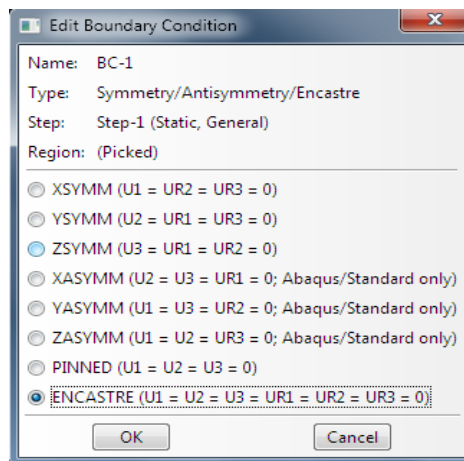 Edit Boundary Condition
Name: BC-1
Type: Symmetry/Antisymmetry/Encastre
Step: Step-1 (Static, General)
Region: (Picked)
XSYMM (U1 = UR2 = UR3 = 0)
YSYMM (U2 = UR1 = UR3 = 0)
ZSYMM (U3 = UR1 = UR2 = 0)
XASYMM (U2 = U3 = UR1 = 0; Abaqus/Standard only)
YASYMM (U1 = U3 = UR2 = 0; Abaqus/Standard only)
ZASYMM (U1 = U2 = UR3 = 0; Abaqus/Standard only)
PINNED (U1 = U2 = U3 = 0)
ENCASTRE (U1 = U2 = U3 = UR1 = UR2 = UR3 = 0)
OK Cancel